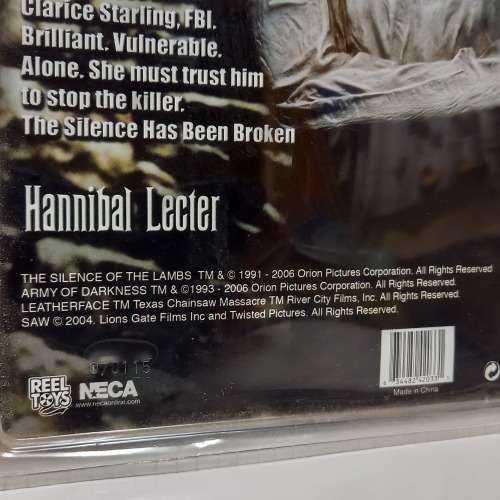 Clarice Starling, FBI.
Brilliant. Vulnerable.
Alone. She must trust him
to stop the killer.
The Silence Has Been Broken
Hannibal Lecter
THE SILENCE OF THE LAMBS TM & © 1991 - 2006 Orion Pictures Corporation. All Rights Reserved
ARMY OF DARKNESS TM & ©1993 - 2006 Orion Pictures Corporation. All Rights Reserved.
LEATHERFACE TM Texas Chainsaw Massacre TM River City Films, Inc. All Rights Reserved.
SAW © 2004. Lions Gate Films Inc and Twisted Pictures. All Rights Reserved.
REEL
TOYS
NECA
www.necaonline.com
6 34482 42033
Made in China